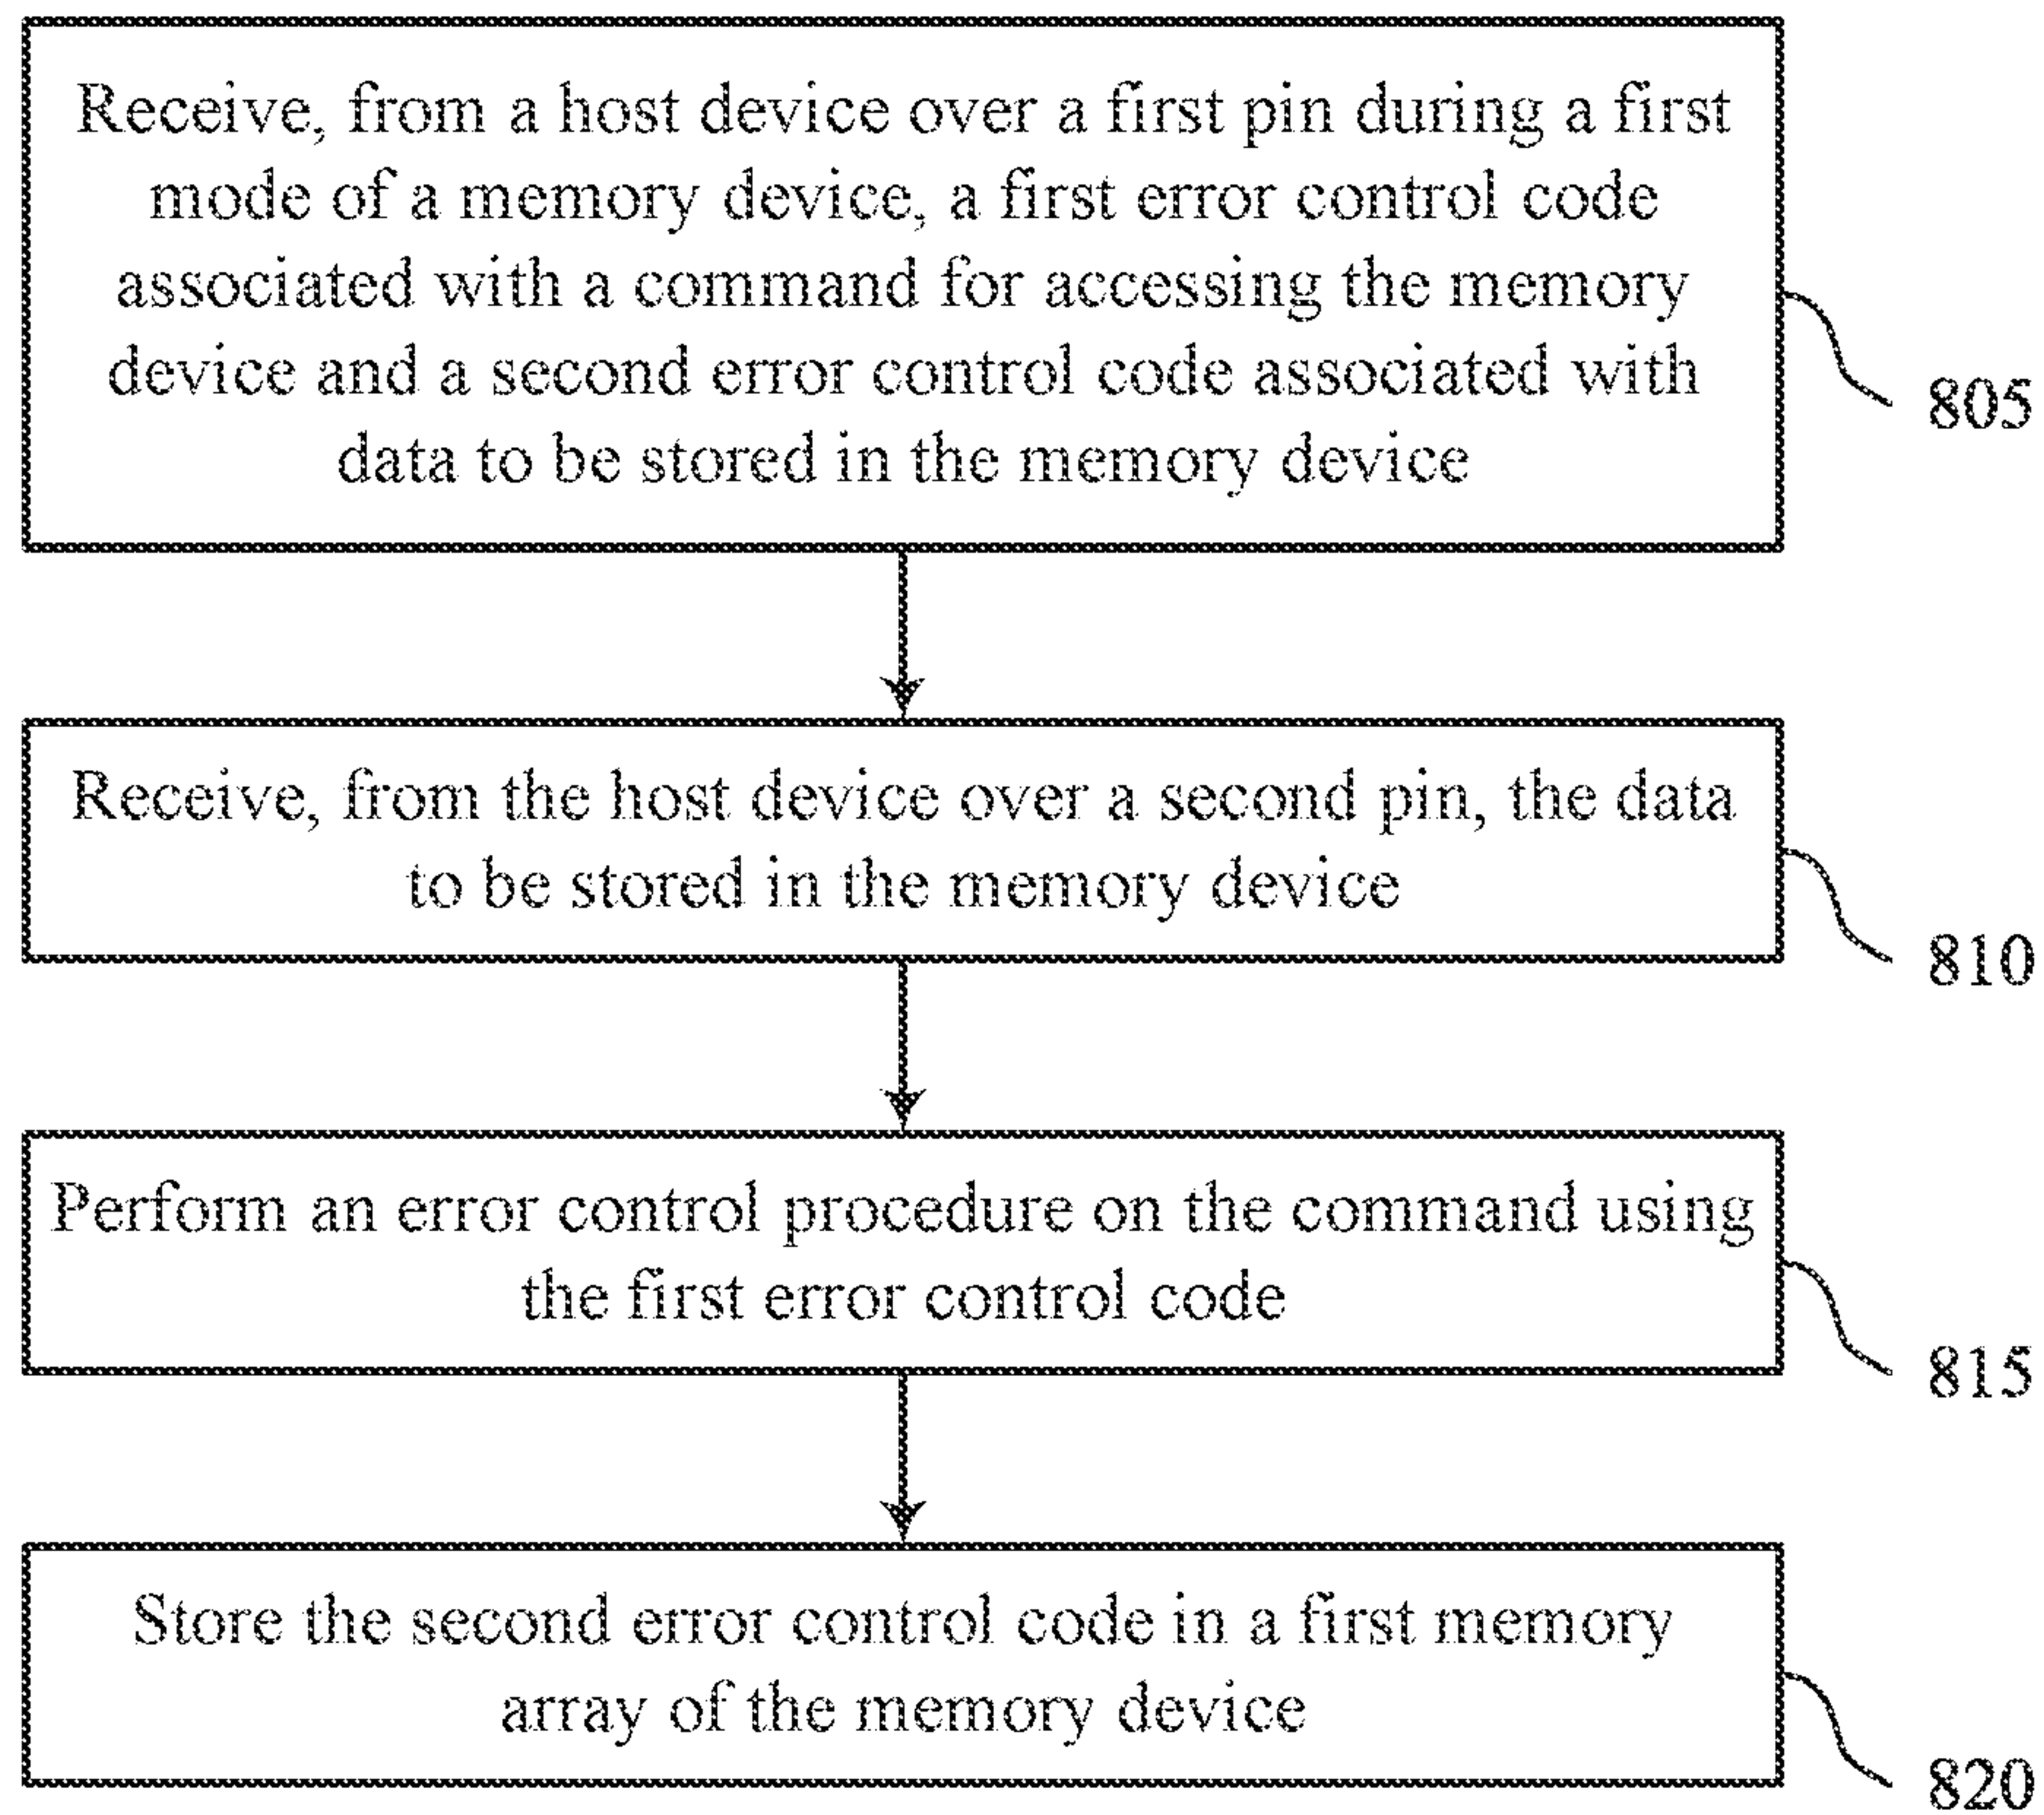 Receive, from a host device over a first pin during a first
mode of a memory device, a first error control code
associated with a command for accessing the memory
device and a second error control code associated with
data to be stored in the memory device
805
Receive, from the host device over a second pin, the data
to be stored in the memory device
810
Perform an error control procedure on the command using
the first error control code
815
Store the second error control code in a first memory
array of the memory device
820